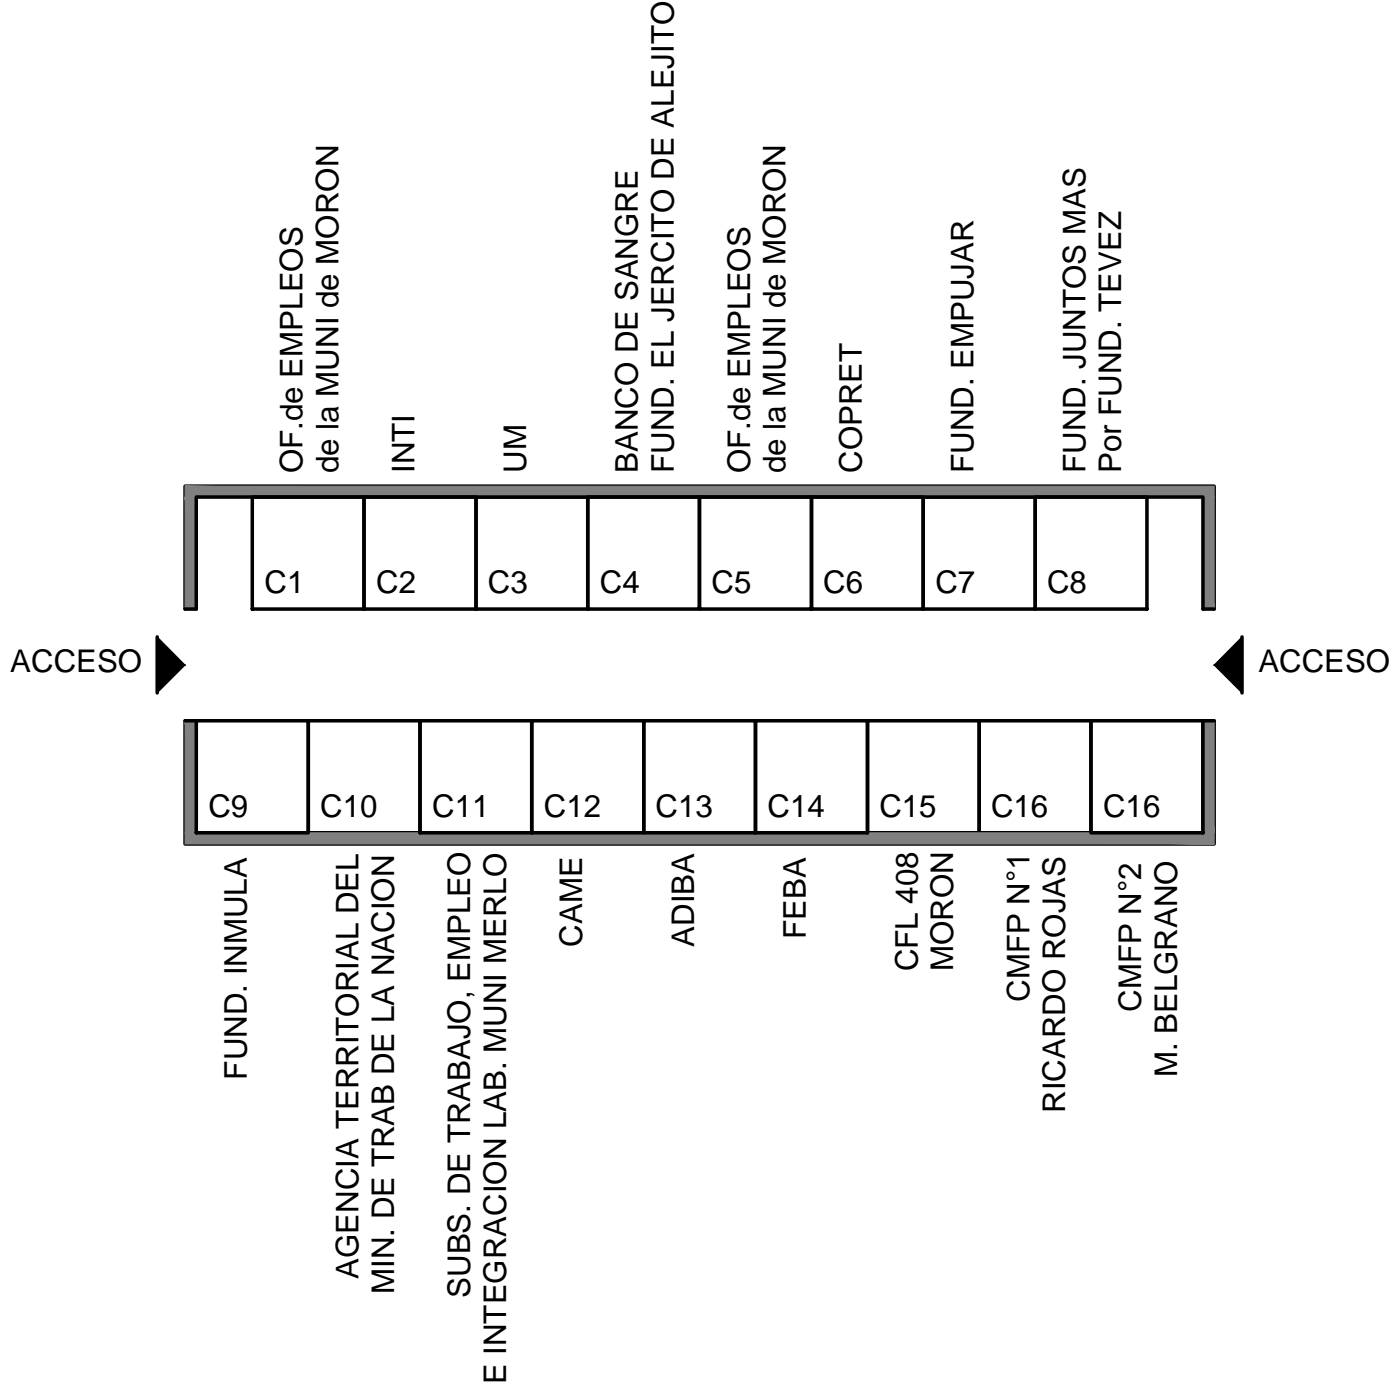 OF.de EMPLEOS
de la MUNI de MORON
INTI
UM
BANCO DE SANGRE
FUND. EL JERCITO DE ALEJITO
OF.de EMPLEOS
de la MUNI de MORON
COPRET
FUND. EMPUJAR
FUND. JUNTOS MAS
Por FUND. TEVEZ
C1
C2
C3
C4
C5
C6
C7
C8
ACCESO
ACCESO
C9
C10
C11
C12
C13
C14
C15
C16
C16
FUND. INMULA
AGENCIA TERRITORIAL DEL
MIN. DE TRAB DE LA NACION
SUBS. DE TRABAJO, EMPLEO
E INTEGRACION LAB. MUNI MERLO
CAME
ADIBA
FEBA
CFL 408
MORON
CMFP N°1
RICARDO ROJAS
CMFP N°2
M. BELGRANO